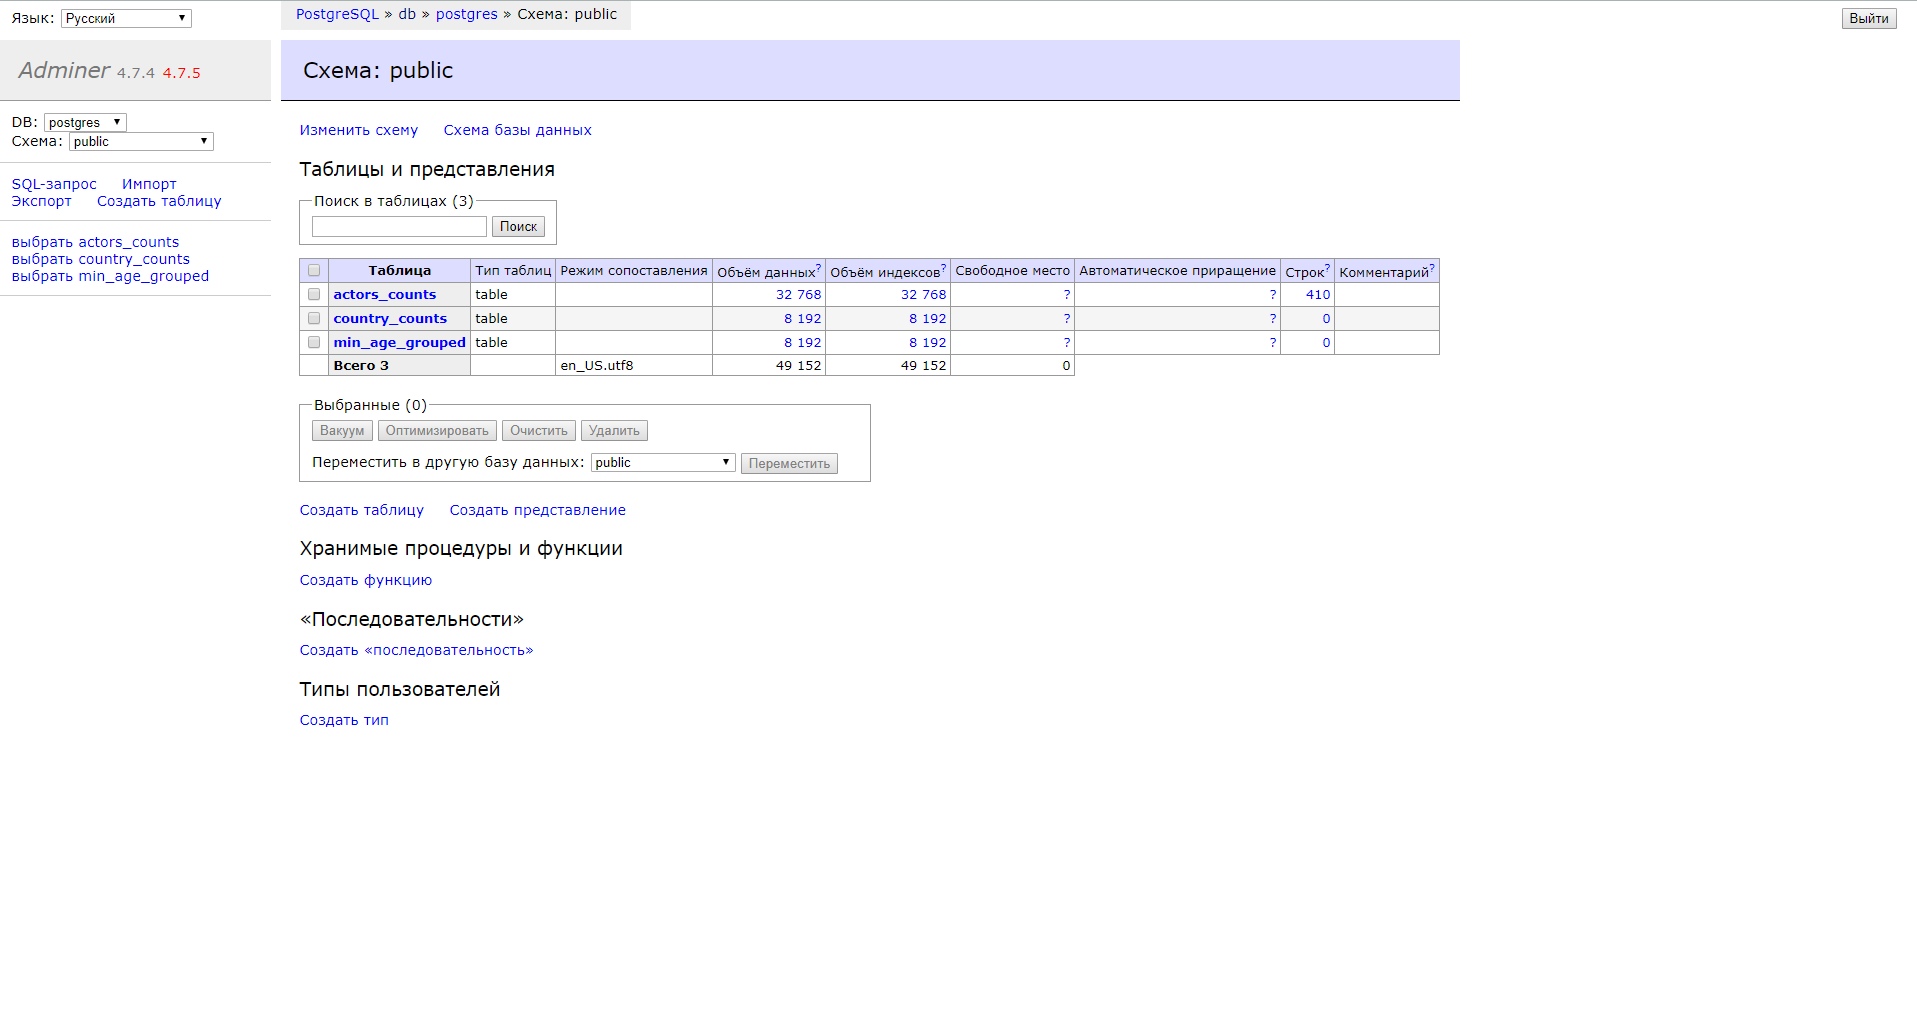 Язык: Русский
PostgreSQL » db » postgres » Схема: public
Выйти
Adminer 4.7.4 4.7.5
Схема: public
DB: postgres
Схема: public
SQL-запрос Импорт
Экспорт Создать таблицу
выбрать actors_counts
выбрать country_counts
выбрать min_age_grouped
Изменить схему Схема базы данных
Таблицы и представления
Поиск в таблицах (3)
Поиск
Таблица Тип таблиц Режим сопоставления Объём данных? Объём индексов? Свободное место Автоматическое приращение Строк? Комментарий?
actors_counts table 32 768 32 768 ? ? 410
country_counts table 8 192 8 192 ? ? 0
min_age_grouped table 8 192 8 192 ? ? 0
Всего 3 en_US.utf8 49 152 49 152 0
Выбранные (0)
Вакуум Оптимизировать Очистить Удалить
Переместить в другую базу данных: public Переместить
Создать таблицу Создать представление
Хранимые процедуры и функции
Создать функцию
«Последовательности»
Создать «последовательность»
Типы пользователей
Создать тип